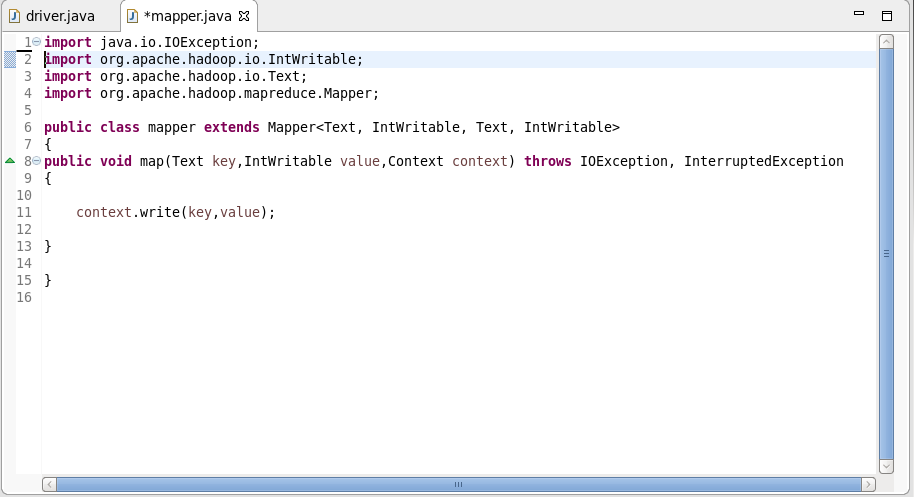 driver.java *mapper.java
1 import java.io.IOException;
2 import org.apache.hadoop.io.IntWritable;
3 import org.apache.hadoop.io.Text;
4 import org.apache.hadoop.mapreduce.Mapper;
5
6 public class mapper extends Mapper<Text, IntWritable, Text, IntWritable>
7 {
8 public void map(Text key,IntWritable value,Context context) throws IOException, InterruptedException
9 {
10
11     context.write(key,value);
12
13 }
14
15 }
16